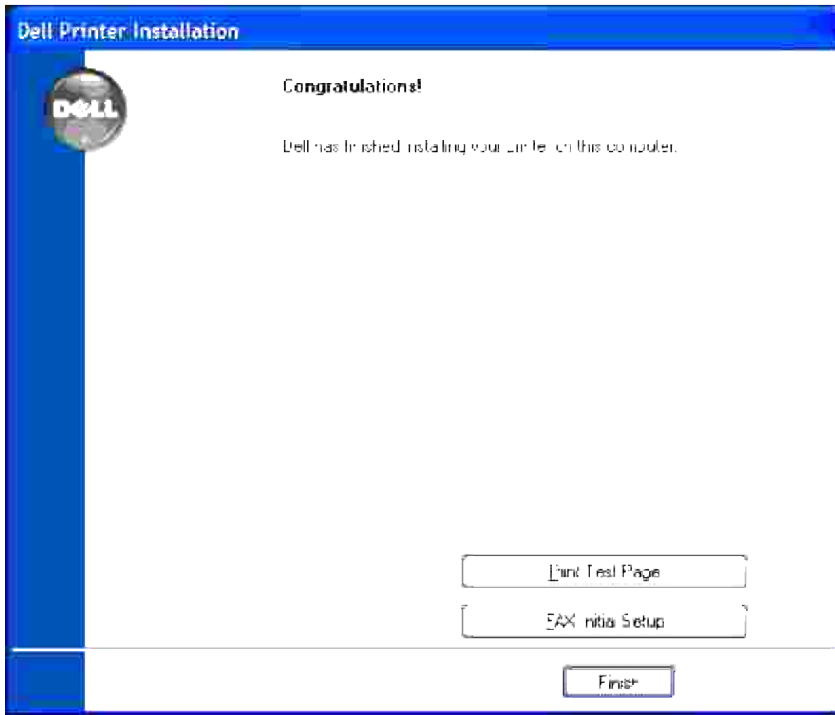 Dell Printer Installation
DELL
Congratulations!
Dell has finished installing your printer on this computer.
Print Test Page
FAX Initial Setup
Finish